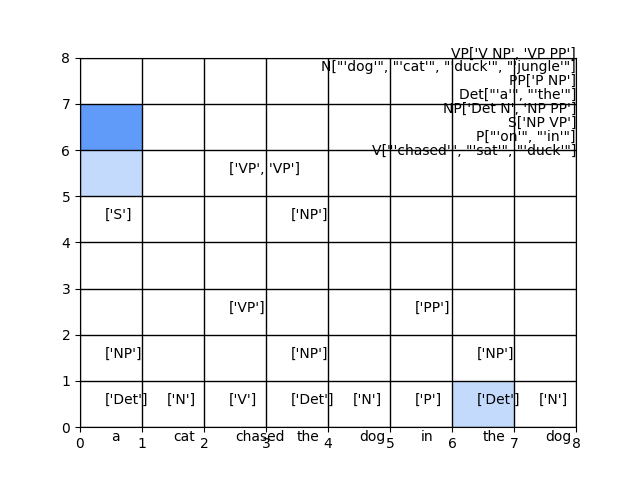 VP['V NP', 'VP PP']
8
N["'dog'", "'cat'", "'duck'", "'jungle'"]
PP['P NP']
Det["'a'", "'the'"]
7
NP['Det N', 'NP PP']
S['NP VP']
P["'on'", "'in'"]
6
V["'chased'", "'sat'", "'duck'"]
['VP', 'VP']
5
['S'] ['NP']
4
3
['VP'] ['PP']
2
['NP'] ['NP'] ['NP']
1
['Det'] ['N'] ['V'] ['Det'] ['N'] ['P'] ['Det'] ['N']
0
a cat chased the dog in the dog
0 1 2 3 4 5 6 7 8